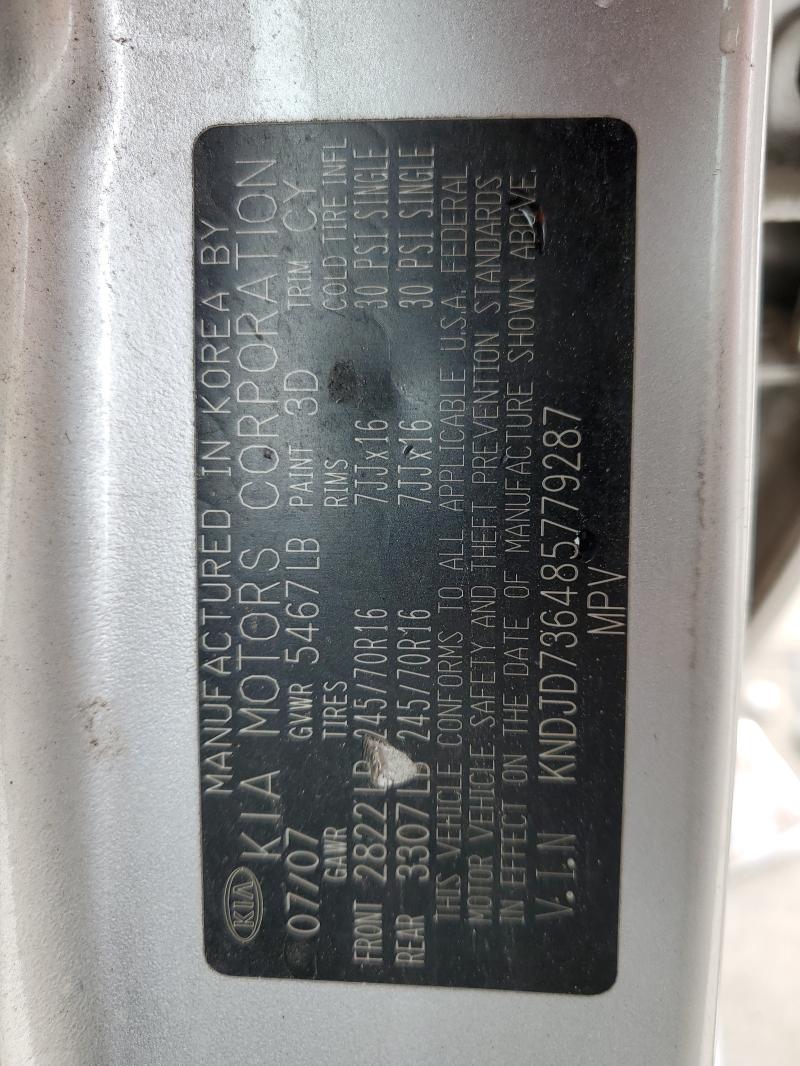 MANUFACTURED IN KOREA BY
KIA KIA MOTORS CORPORATION
07/07 GVWR 5467LB PAINT 3D TRIM CY
GAWR TIRES RIMS COLD TIRE INFL
FRONT 2822LB 245/70R16 7JJx16 30 PSI SINGLE
REAR 3307LB 245/70R16 7JJx16 30 PSI SINGLE
THIS VEHICLE CONFORMS TO ALL APPLICABLE U.S.A. FEDERAL
MOTOR VEHICLE SAFETY AND THEFT PREVENTION STANDARDS
IN EFFECT ON THE DATE OF MANUFACTURE SHOWN ABOVE.
V.I.N KNDJD736485779287
MPV